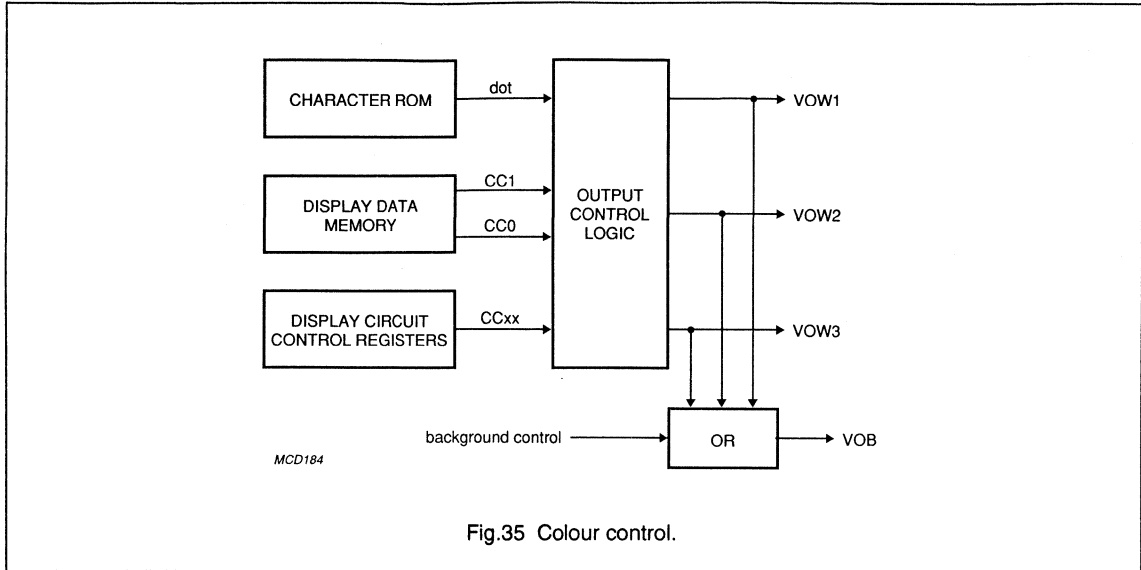 CHARACTER ROM
dot
DISPLAY DATA
MEMORY
CC1
CC0
DISPLAY CIRCUIT
CONTROL REGISTERS
CCxx
OUTPUT
CONTROL
LOGIC
VOW1
VOW2
VOW3
background control
OR
VOB
MCD184
Fig.35 Colour control.